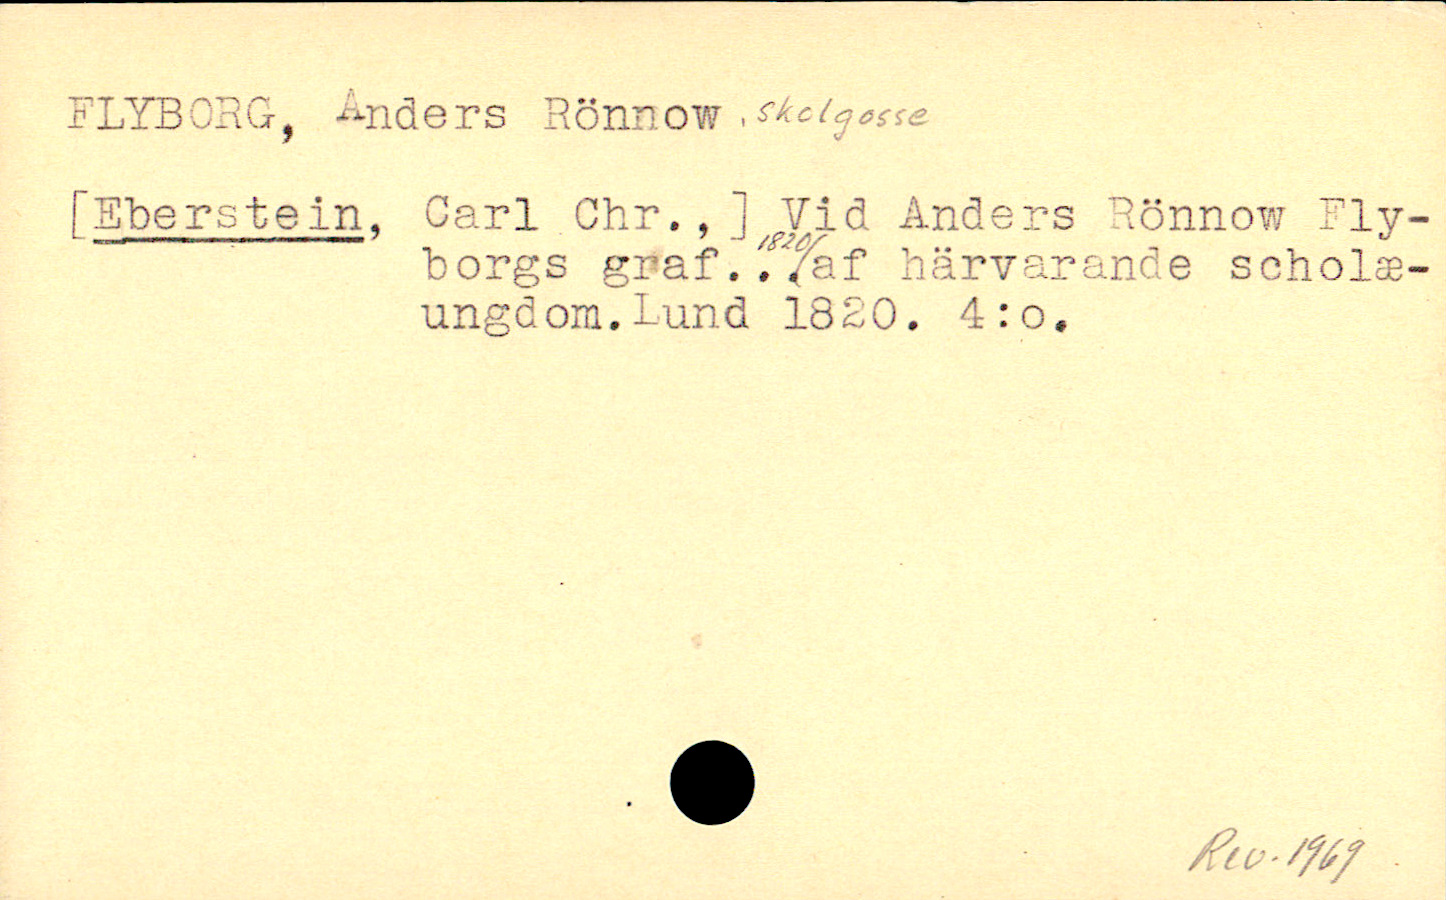 FLYBORG, Anders Rönnow, skolgosse
[Eberstein, Carl Chr.,] Vid Anders Rönnow Fly-
borgs graf... 1820/ af härvarande scholæ-
ungdom. Lund 1820. 4:o.
Rev. 1969